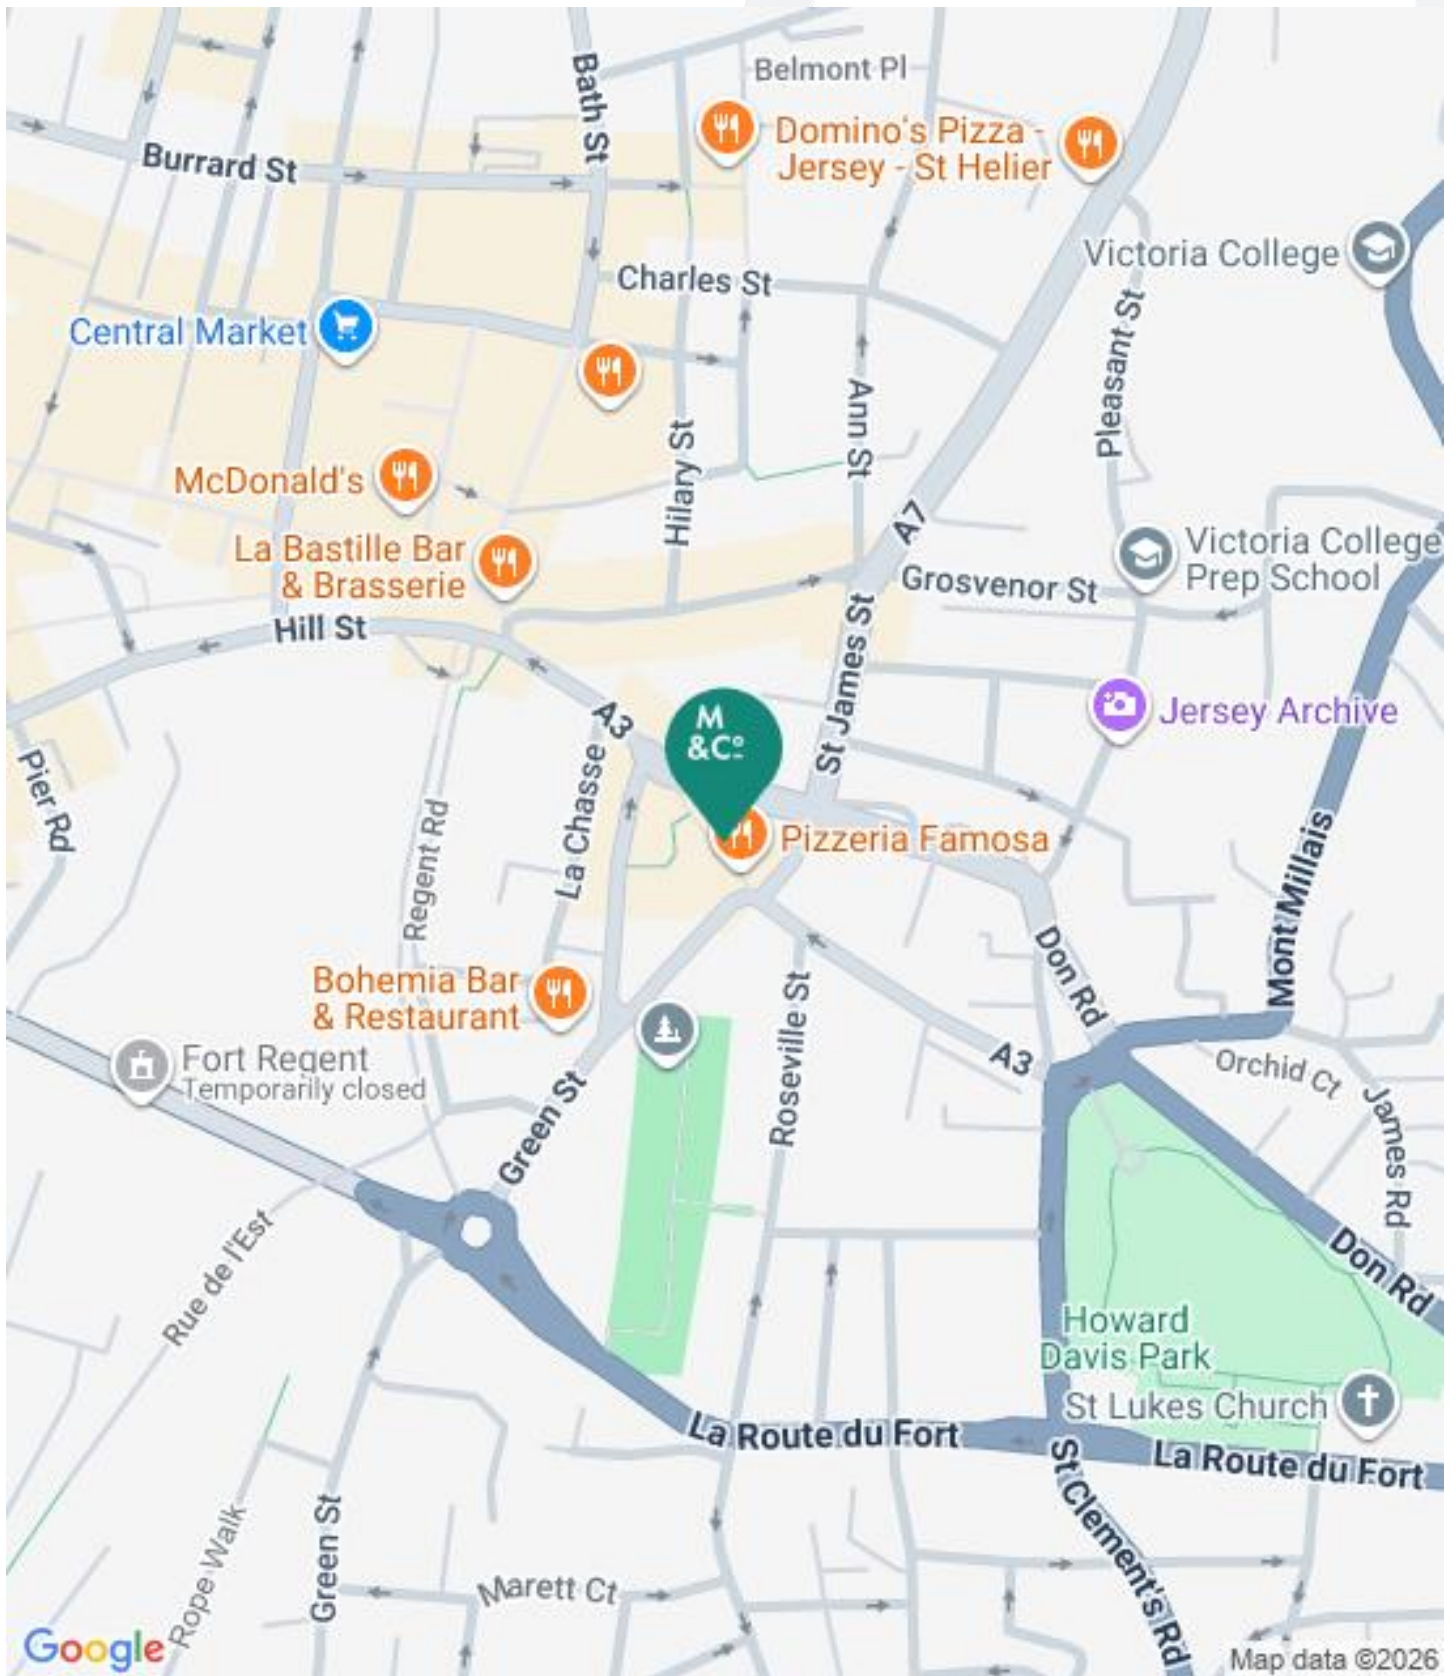 Bath St
Belmont Pl
Domino's Pizza -
Jersey - St Helier
Burrard St
Victoria College
Charles St
Central Market
Pleasant St
Ann St
Hilary St
McDonald's
A7
La Bastille Bar
& Brasserie
Victoria College
Prep School
Grosvenor St
Hill St
St James St
A3
M
&Co
Jersey Archive
Pier Rd
La Chasse
Regent Rd
Pizzeria Famosa
Mont Millais
Don Rd
Bohemia Bar
& Restaurant
Roseville St
Fort Regent
Temporarily closed
A3
Orchid Ct
Green St
James Rd
Rue de l'Est
Don Rd
Howard
Davis Park
St Lukes Church
La Route du Fort
La Route du Fort
St Clement's Rd
Green St
Rope Walk
Marett Ct
Google
Map data ©2026